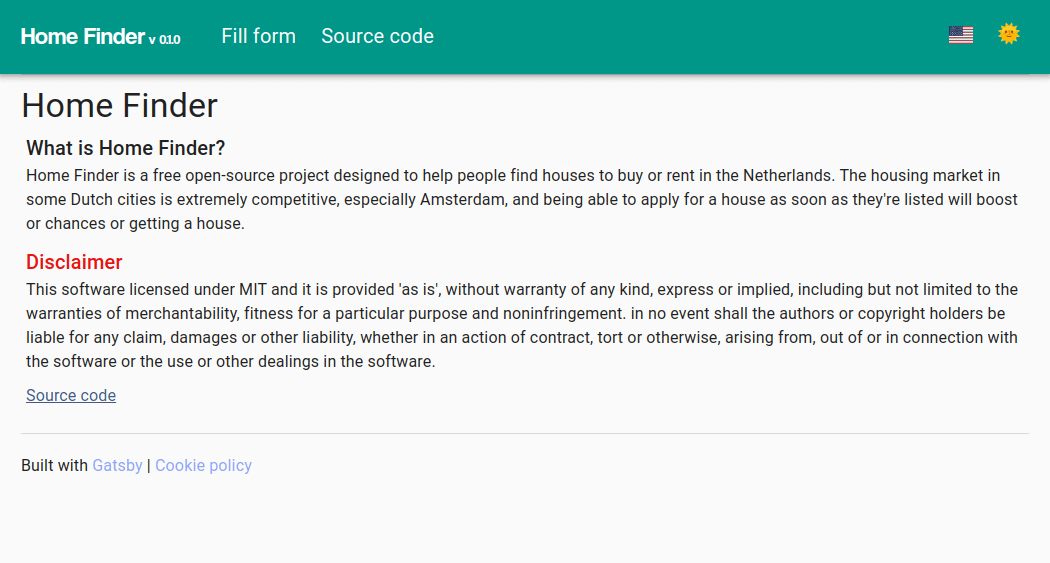 Home Finder v 0.1.0 Fill form Source code
Home Finder
What is Home Finder?
Home Finder is a free open-source project designed to help people find houses to buy or rent in the Netherlands. The housing market in
some Dutch cities is extremely competitive, especially Amsterdam, and being able to apply for a house as soon as they're listed will boost
or chances or getting a house.
Disclaimer
This software licensed under MIT and it is provided 'as is', without warranty of any kind, express or implied, including but not limited to the
warranties of merchantability, fitness for a particular purpose and noninfringement. in no event shall the authors or copyright holders be
liable for any claim, damages or other liability, whether in an action of contract, tort or otherwise, arising from, out of or in connection with
the software or the use or other dealings in the software.
Source code
Built with Gatsby | Cookie policy